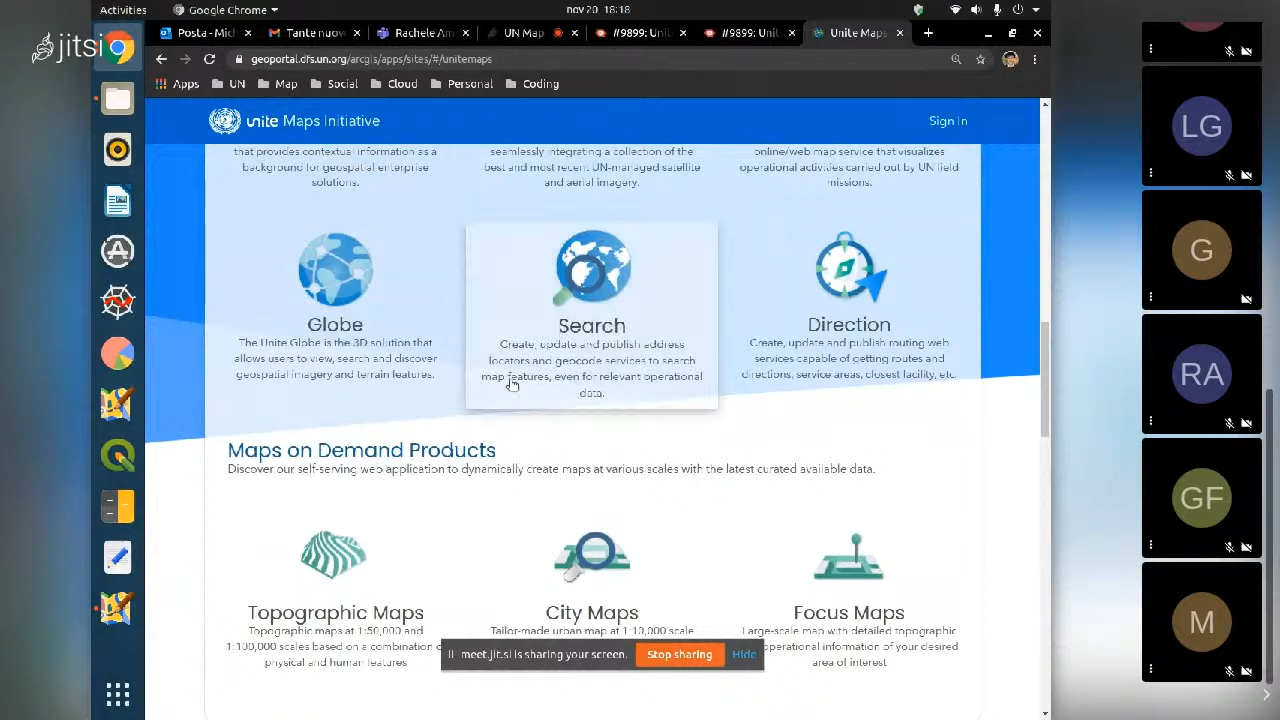 Activities
Google Chrome
nov 20 18:18
jitsi
Posta - Mich
Tante nuov
Rachele Am
UN Map
#9899: Unit
#9899: Uni
Unite Maps
geoportal.dfs.un.org/arcgis/apps/sites/#/unitemaps
Apps
UN
Map
Social
Cloud
Personal
Coding
unite Maps Initiative
Sign In
that provides contextual information as a
background for geospatial enterprise
solutions.
seamlessly integrating a collection of the
best and most recent UN-managed satellite
and aerial imagery.
online/web map service that visualizes
operational activities carried out by UN field
missions.
Globe
The Unite Globe is the 3D solution that
allows users to view, search and discover
geospatial imagery and terrain features.
Search
Create, update and publish address
locators and geocode services to search
map features, even for relevant operational
data.
Direction
Create, update and publish routing web
services capable of getting routes and
directions, service areas, closest facility, etc.
Maps on Demand Products
Discover our self-serving web application to dynamically create maps at various scales with the latest curated available data.
Topographic Maps
Topographic maps at 1:50,000 and
1:100,000 scales based on a combination
physical and human features
City Maps
Tailor-made urban map at 1:10,000 scale
Focus Maps
Large-scale map with detailed topographic
operational information of your desired
area of interest
meet.jit.si is sharing your screen.
Stop sharing
Hide
LG
G
RA
GF
M